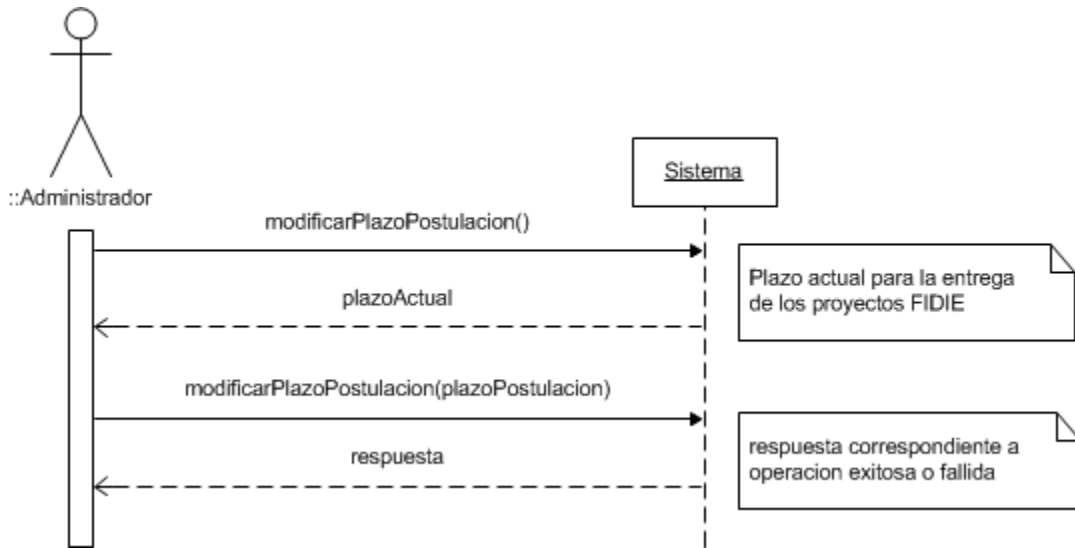 ::Administrador
Sistema
modificarPlazoPostulacion()
Plazo actual para la entrega
de los proyectos FIDIE
plazoActual
modificarPlazoPostulacion(plazoPostulacion)
respuesta correspondiente a
operacion exitosa o fallida
respuesta